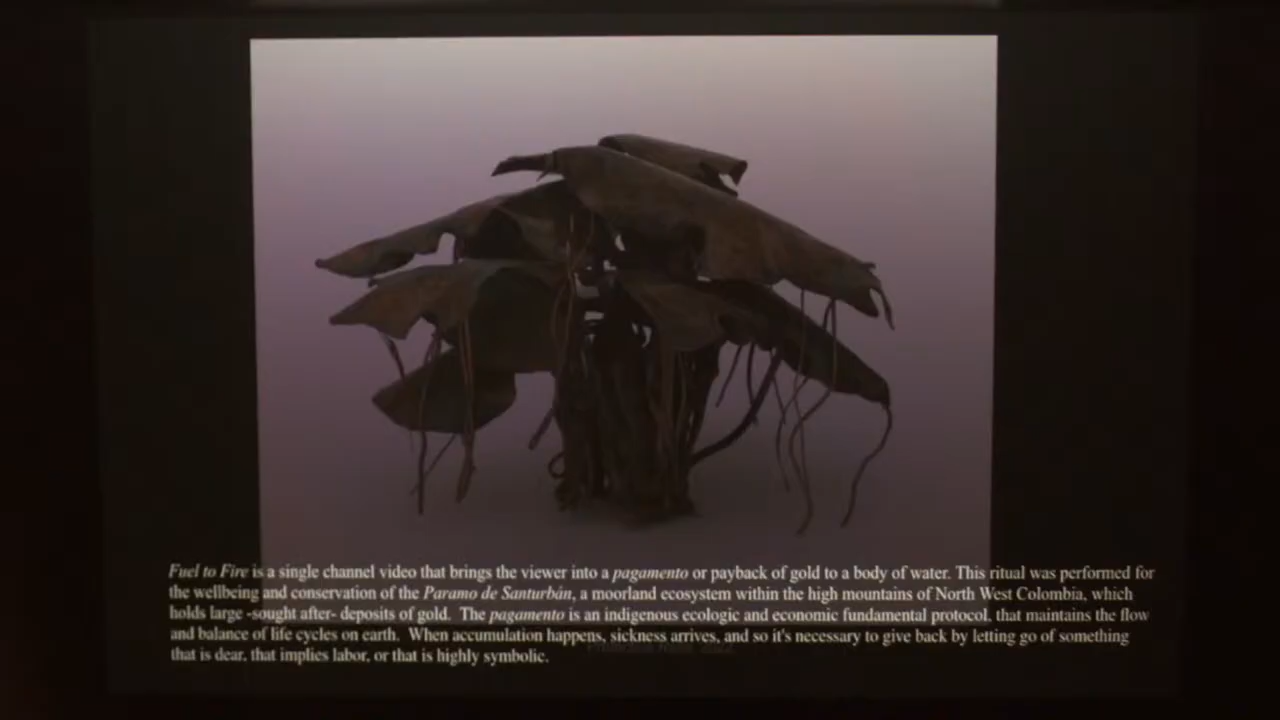 Fuel to Fire is a single channel video that brings the viewer into a pagamento or payback of gold to a body of water. This ritual was performed for
the wellbeing and conservation of the Paramo de Santurbán, a moorland ecosystem within the high mountains of North West Colombia, which
holds large -sought after- deposits of gold. The pagamento is an indigenous ecologic and economic fundamental protocol, that maintains the flow
and balance of life cycles on earth. When accumulation happens, sickness arrives, and so it's necessary to give back by letting go of something
that is dear, that implies labor, or that is highly symbolic.